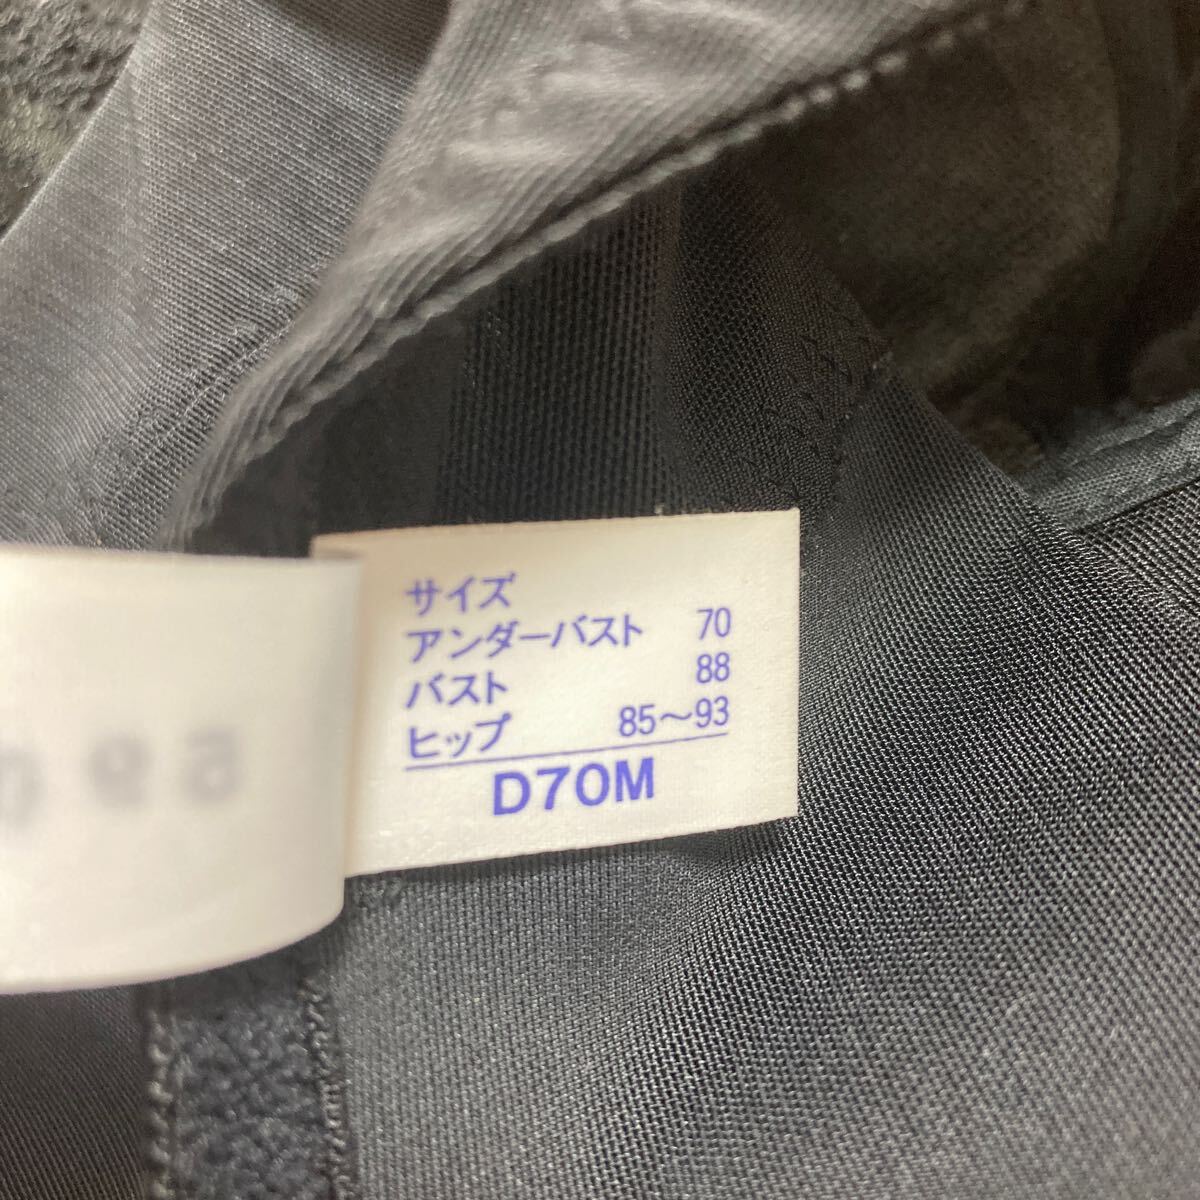 サイズ
アンダーバスト 70
バスト 88
ヒップ 85～93
D70M